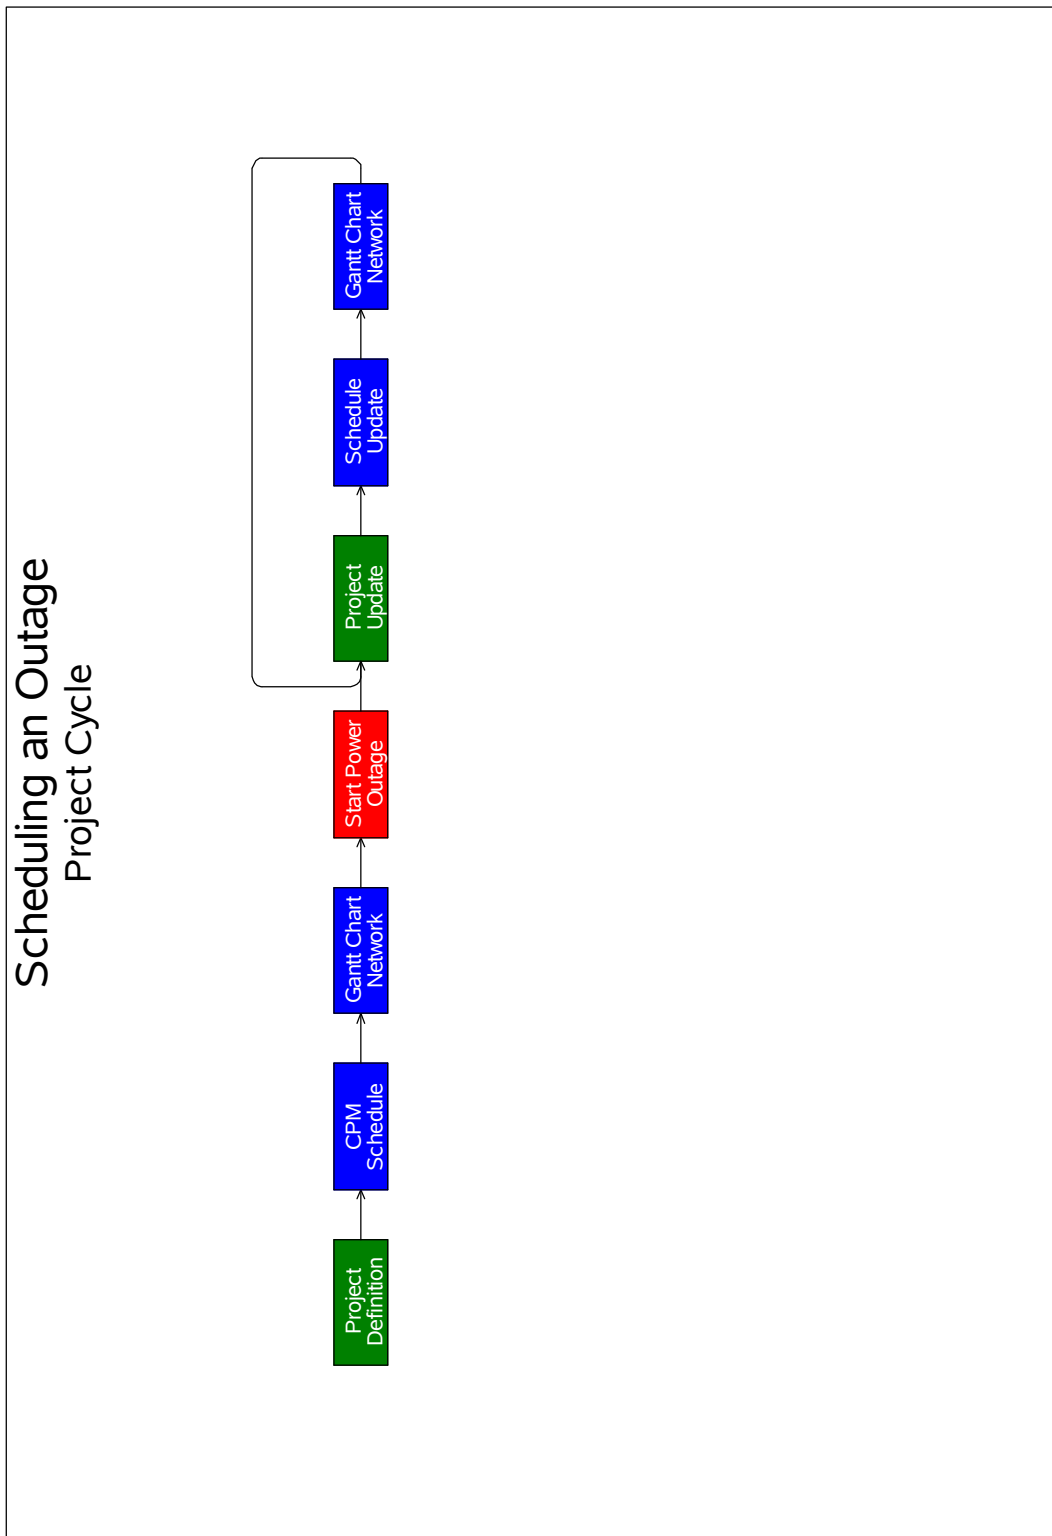 Scheduling an Outage
Project Cycle
Project
Definition
CPM
Schedule
Gantt Chart
Network
Start Power
Outage
Project
Update
Schedule
Update
Gantt Chart
Network